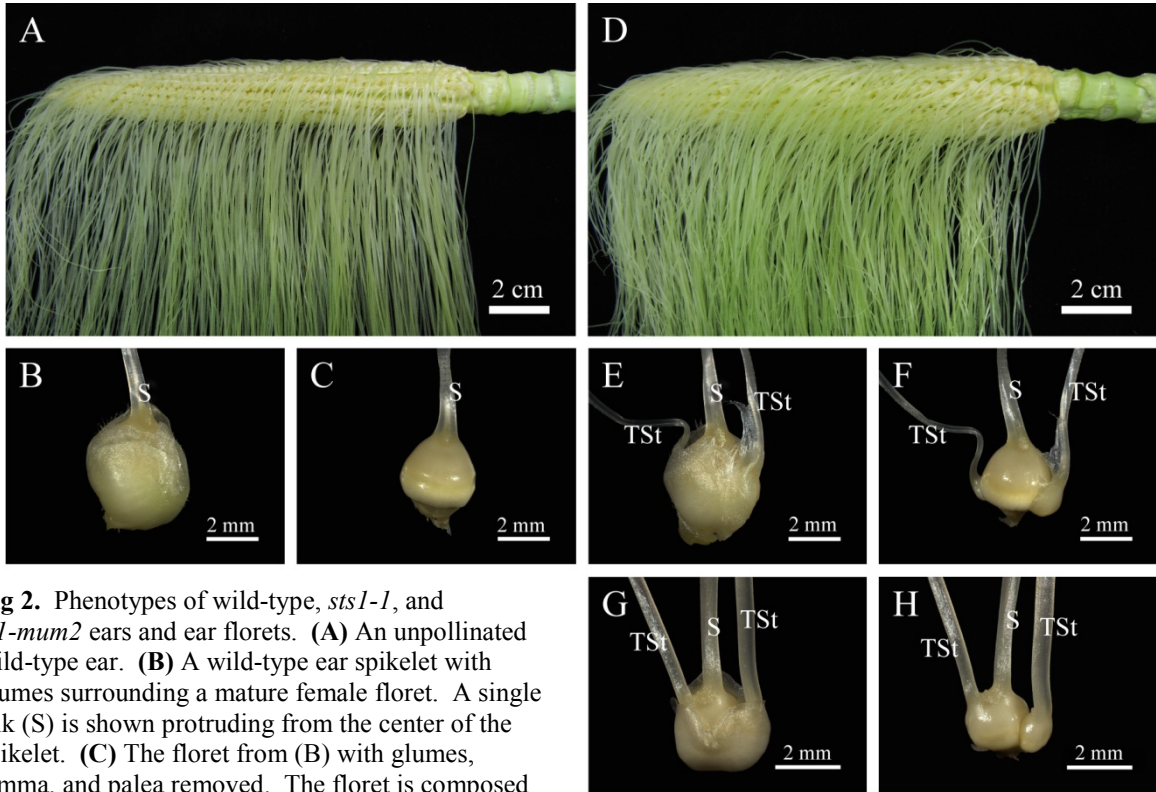 A
2 cm
D
2 cm
B
S
2 mm
C
S
2 mm
E
S
TSt
TSt
2 mm
F
S
TSt
TSt
2 mm
G
TSt
S
TSt
2 mm
H
TSt
S
TSt
2 mm
g 2. Phenotypes of wild-type, sts1-1, and
1-mum2 ears and ear florets. (A) An unpollinated
ild-type ear. (B) A wild-type ear spikelet with
umes surrounding a mature female floret. A single
k (S) is shown protruding from the center of the
ikelet. (C) The floret from (B) with glumes,
mma, and palea removed. The floret is composed